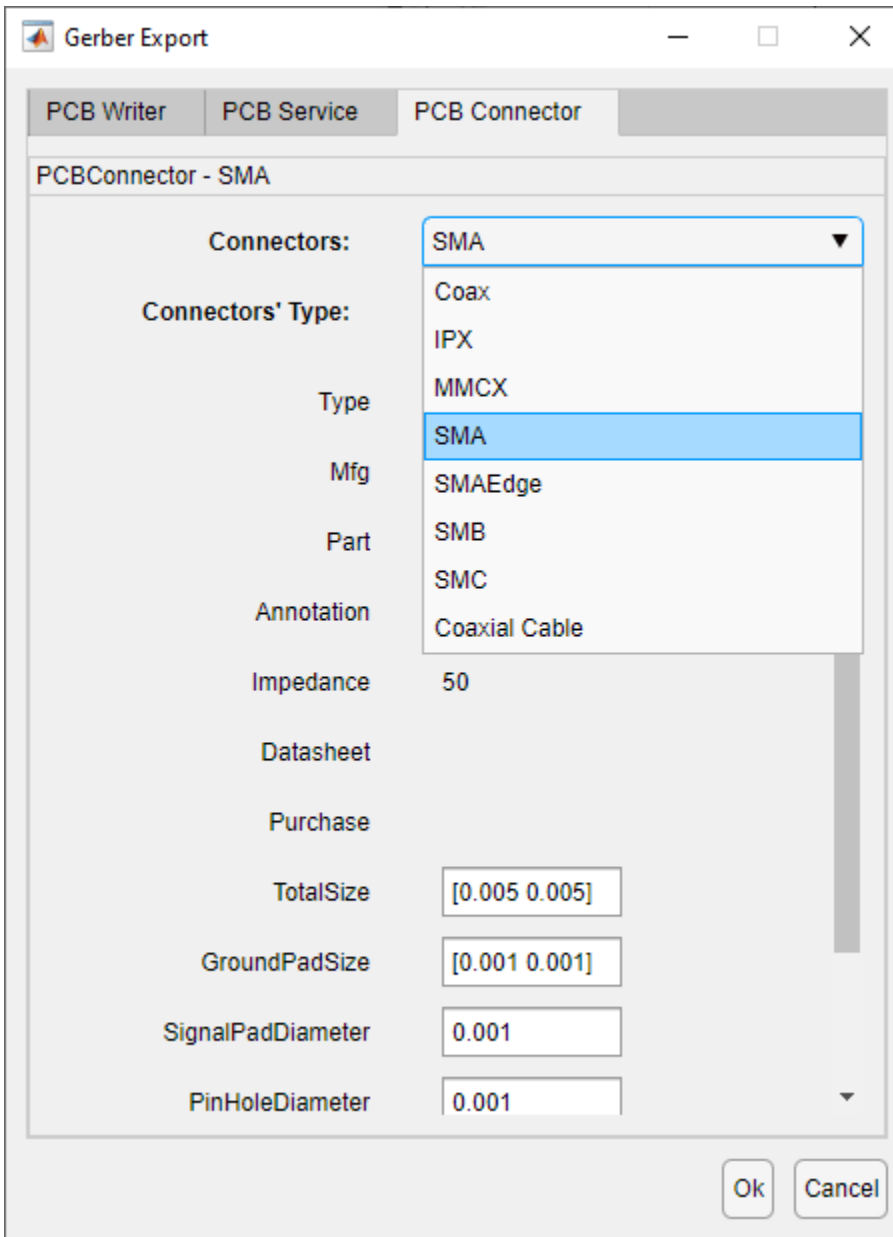 Gerber Export
PCB Writer PCB Service PCB Connector
PCBConnector - SMA
Connectors: SMA
Coax
Connectors' Type:
IPX
MMCX
Type
SMA
Mfg
SMAEdge
Part
SMB
SMC
Annotation
Coaxial Cable
Impedance 50
Datasheet
Purchase
TotalSize [0.005 0.005]
GroundPadSize [0.001 0.001]
SignalPadDiameter 0.001
PinHoleDiameter 0.001
Ok Cancel